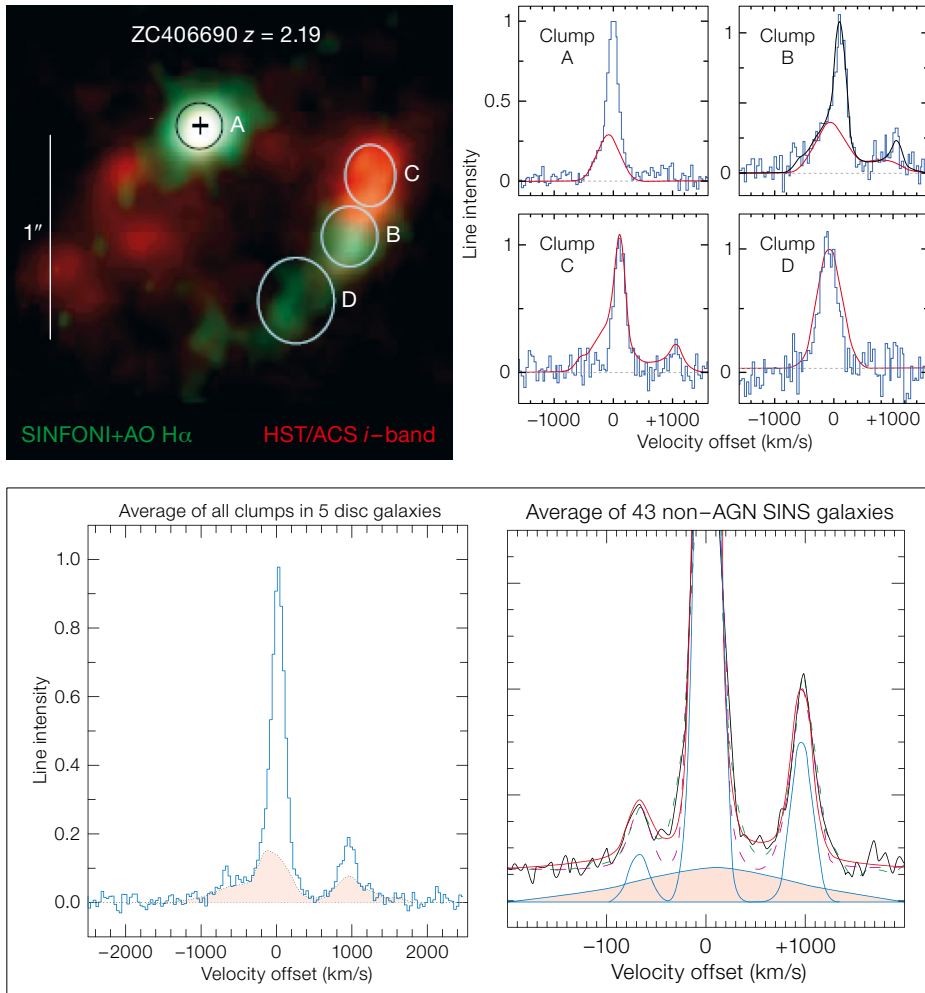 ZC406690 z = 2.19
A
C
B
D
1″
SINFONI+AO Hα
HST/ACS i-band
Clump
A
Clump
B
Clump
C
Clump
D
Line intensity
1
0.5
0
1
0
1
0
1
0
−1000
0
+1000
−1000
0
+1000
Velocity offset (km/s)
Average of all clumps in 5 disc galaxies
Line intensity
1.0
0.8
0.6
0.4
0.2
0.0
−2000
−1000
0
1000
2000
Velocity offset (km/s)
Average of 43 non−AGN SINS galaxies
Line intensity
-100
0
+1000
Velocity offset (km/s)